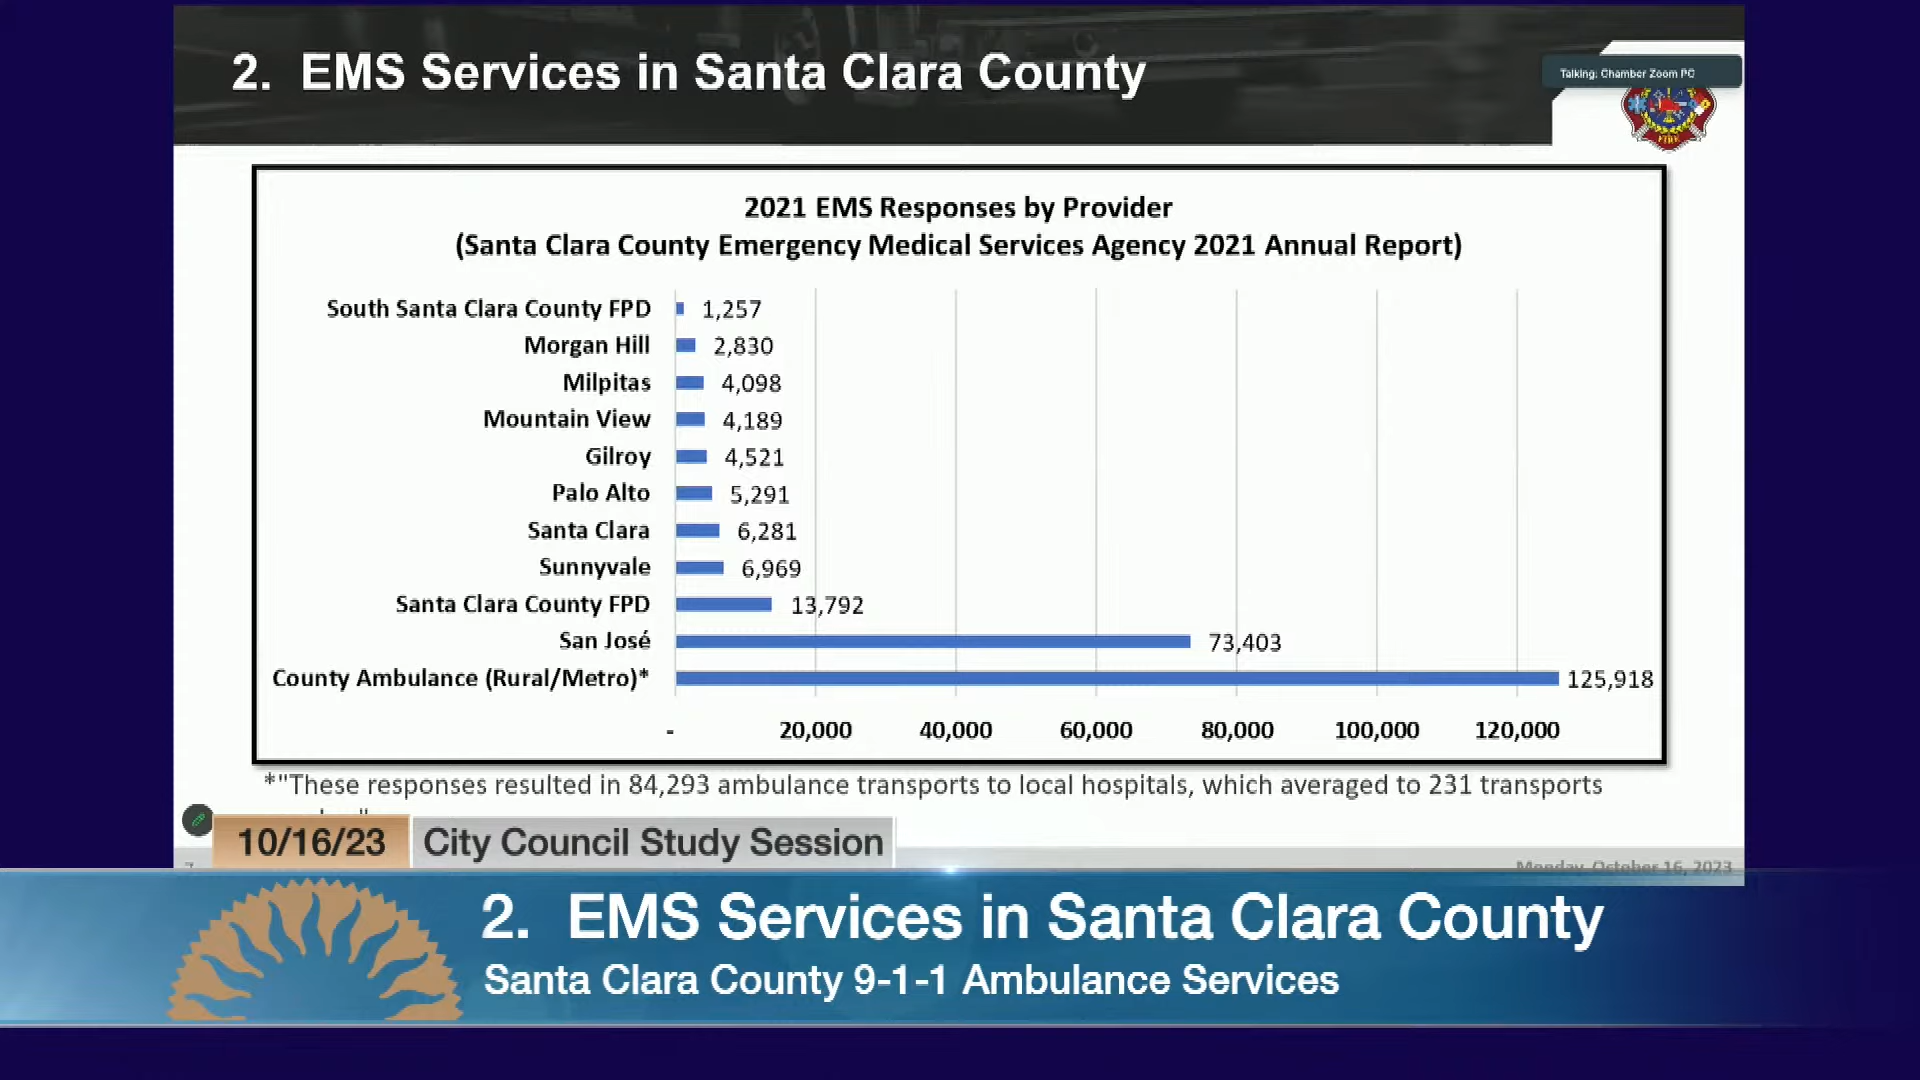 2. EMS Services in Santa Clara County
Talking: Chamber Zoom PC
FIRE
2021 EMS Responses by Provider
(Santa Clara County Emergency Medical Services Agency 2021 Annual Report)
South Santa Clara County FPD 1,257
Morgan Hill 2,830
Milpitas 4,098
Mountain View 4,189
Gilroy 4,521
Palo Alto 5,291
Santa Clara 6,281
Sunnyvale 6,969
Santa Clara County FPD 13,792
San José 73,403
County Ambulance (Rural/Metro)* 125,918
- 20,000 40,000 60,000 80,000 100,000 120,000
*"These responses resulted in 84,293 ambulance transports to local hospitals, which averaged to 231 transports
10/16/23 City Council Study Session
Monday, October 16, 2023
2. EMS Services in Santa Clara County
Santa Clara County 9-1-1 Ambulance Services